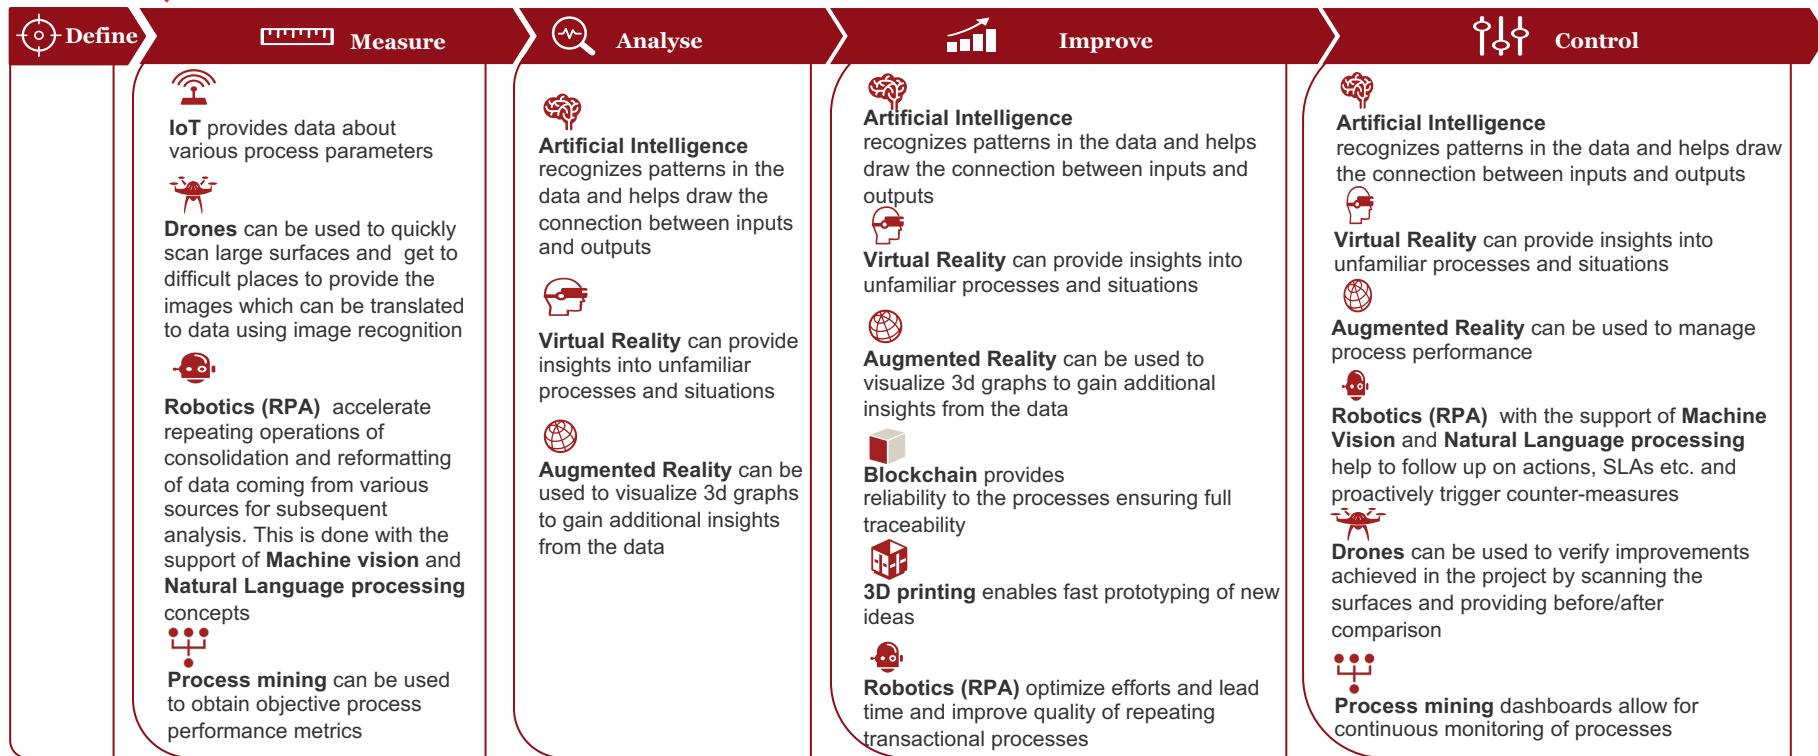 Define
Measure
Analyse
Improve
Control
IoT provides data about
various process parameters
Drones can be used to quickly
scan large surfaces and get to
difficult places to provide the
images which can be translated
to data using image recognition
Robotics (RPA) accelerate
repeating operations of
consolidation and reformatting
of data coming from various
sources for subsequent
analysis. This is done with the
support of Machine vision and
Natural Language processing
concepts
Process mining can be used
to obtain objective process
performance metrics
Artificial Intelligence
recognizes patterns in the
data and helps draw the
connection between inputs
and outputs
Virtual Reality can provide
insights into unfamiliar
processes and situations
Augmented Reality can be
used to visualize 3d graphs
to gain additional insights
from the data
Artificial Intelligence
recognizes patterns in the data and helps
draw the connection between inputs and
outputs
Virtual Reality can provide insights into
unfamiliar processes and situations
Augmented Reality can be used to
visualize 3d graphs to gain additional
insights from the data
Blockchain provides
reliability to the processes ensuring full
traceability
3D printing enables fast prototyping of new
ideas
Robotics (RPA) optimize efforts and lead
time and improve quality of repeating
transactional processes
Artificial Intelligence
recognizes patterns in the data and helps draw
the connection between inputs and outputs
Virtual Reality can provide insights into
unfamiliar processes and situations
Augmented Reality can be used to manage
process performance
Robotics (RPA) with the support of Machine
Vision and Natural Language processing
help to follow up on actions, SLAs etc. and
proactively trigger counter-measures
Drones can be used to verify improvements
achieved in the project by scanning the
surfaces and providing before/after
comparison
Process mining dashboards allow for
continuous monitoring of processes